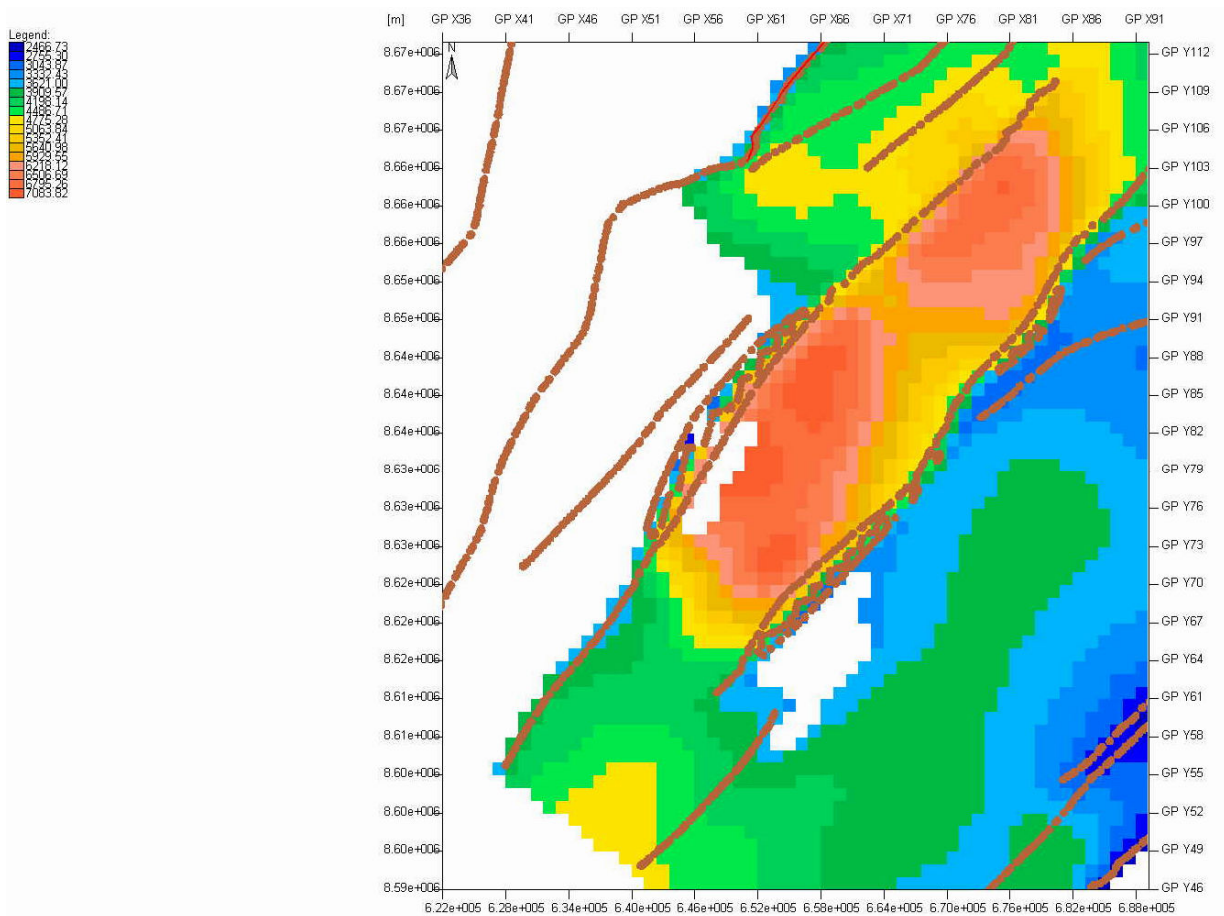 [m] GP X36 GP X41 GP X46 GP X51 GP X56 GP X61 GP X66 GP X71 GP X76 GP X81 GP X86 GP X91
Legend:
2466.73
2755.30
3043.87
3332.43
3621.00
3909.57
4198.14
4486.71
4775.28
5063.84
5352.41
5640.98
5929.55
6218.12
6506.69
6795.26
7083.82
N
8.67e+006 GP Y112
8.67e+006 GP Y109
8.67e+006 GP Y106
8.66e+006 GP Y103
8.66e+006 GP Y100
8.66e+006 GP Y97
8.65e+006 GP Y94
8.65e+006 GP Y91
8.64e+006 GP Y88
8.64e+006 GP Y85
8.64e+006 GP Y82
8.63e+006 GP Y79
8.63e+006 GP Y76
8.63e+006 GP Y73
8.62e+006 GP Y70
8.62e+006 GP Y67
8.62e+006 GP Y64
8.61e+006 GP Y61
8.61e+006 GP Y58
8.60e+006 GP Y55
8.60e+006 GP Y52
8.60e+006 GP Y49
8.59e+006 GP Y46
6.22e+005 6.28e+005 6.34e+005 6.40e+005 6.46e+005 6.52e+005 6.58e+005 6.64e+005 6.70e+005 6.76e+005 6.82e+005 6.88e+005